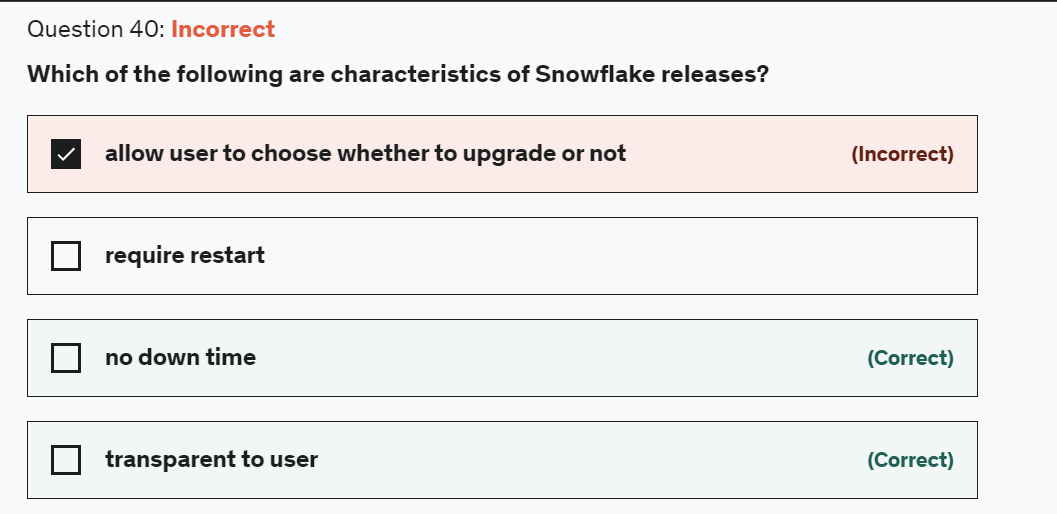 Question 40: Incorrect
Which of the following are characteristics of Snowflake releases?
allow user to choose whether to upgrade or not (Incorrect)
require restart
no down time (Correct)
transparent to user (Correct)